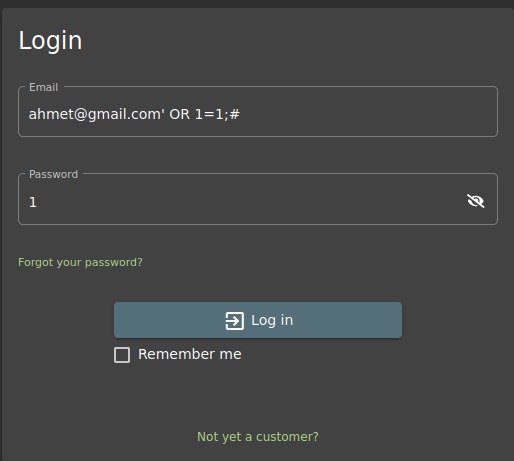 Login
Email
ahmet@gmail.com' OR 1=1;#
Password
1
Forgot your password?
Log in
Remember me
Not yet a customer?